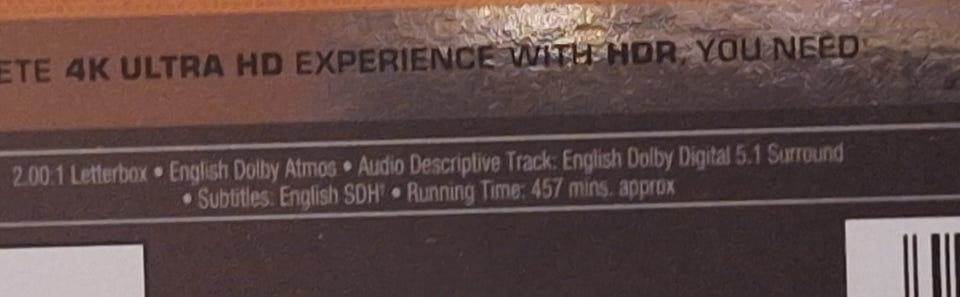 ETE 4K ULTRA HD EXPERIENCE WITH HDR, YOU NEED:
2.00:1 Letterbox • English Dolby Atmos • Audio Descriptive Track: English Dolby Digital 5.1 Surround
• Subtitles: English SDH† • Running Time: 457 mins. approx